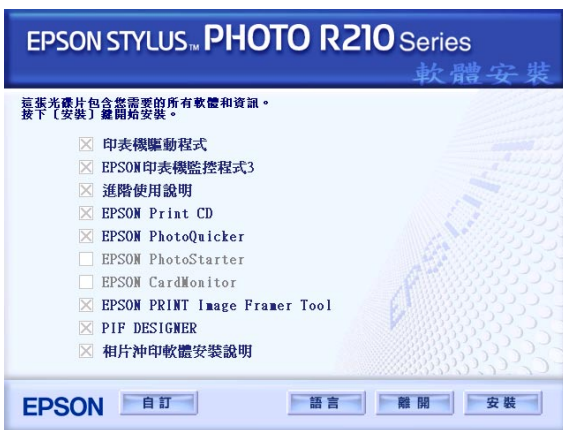 EPSON STYLUS™ PHOTO R210 Series
軟體安裝
這張光碟片包含您需要的所有軟體和資訊。
按下〔安裝〕鍵開始安裝。
印表機驅動程式
EPSON印表機監控程式3
進階使用說明
EPSON Print CD
EPSON PhotoQuicker
EPSON PhotoStarter
EPSON CardMonitor
EPSON PRINT Image Framer Tool
PIF DESIGNER
相片沖印軟體安裝說明
EPSON
EPSON 自訂 語言 離開 安裝